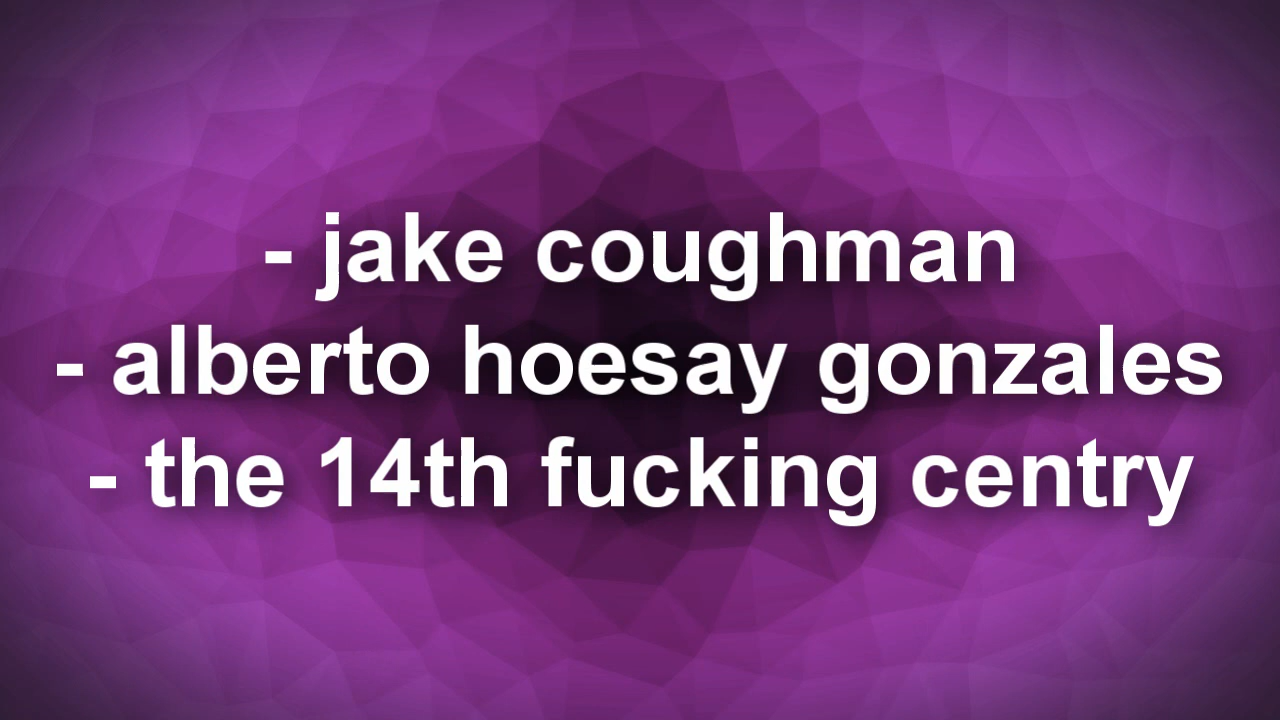 - jake coughman
- alberto hoesay gonzales
- the 14th fucking centry